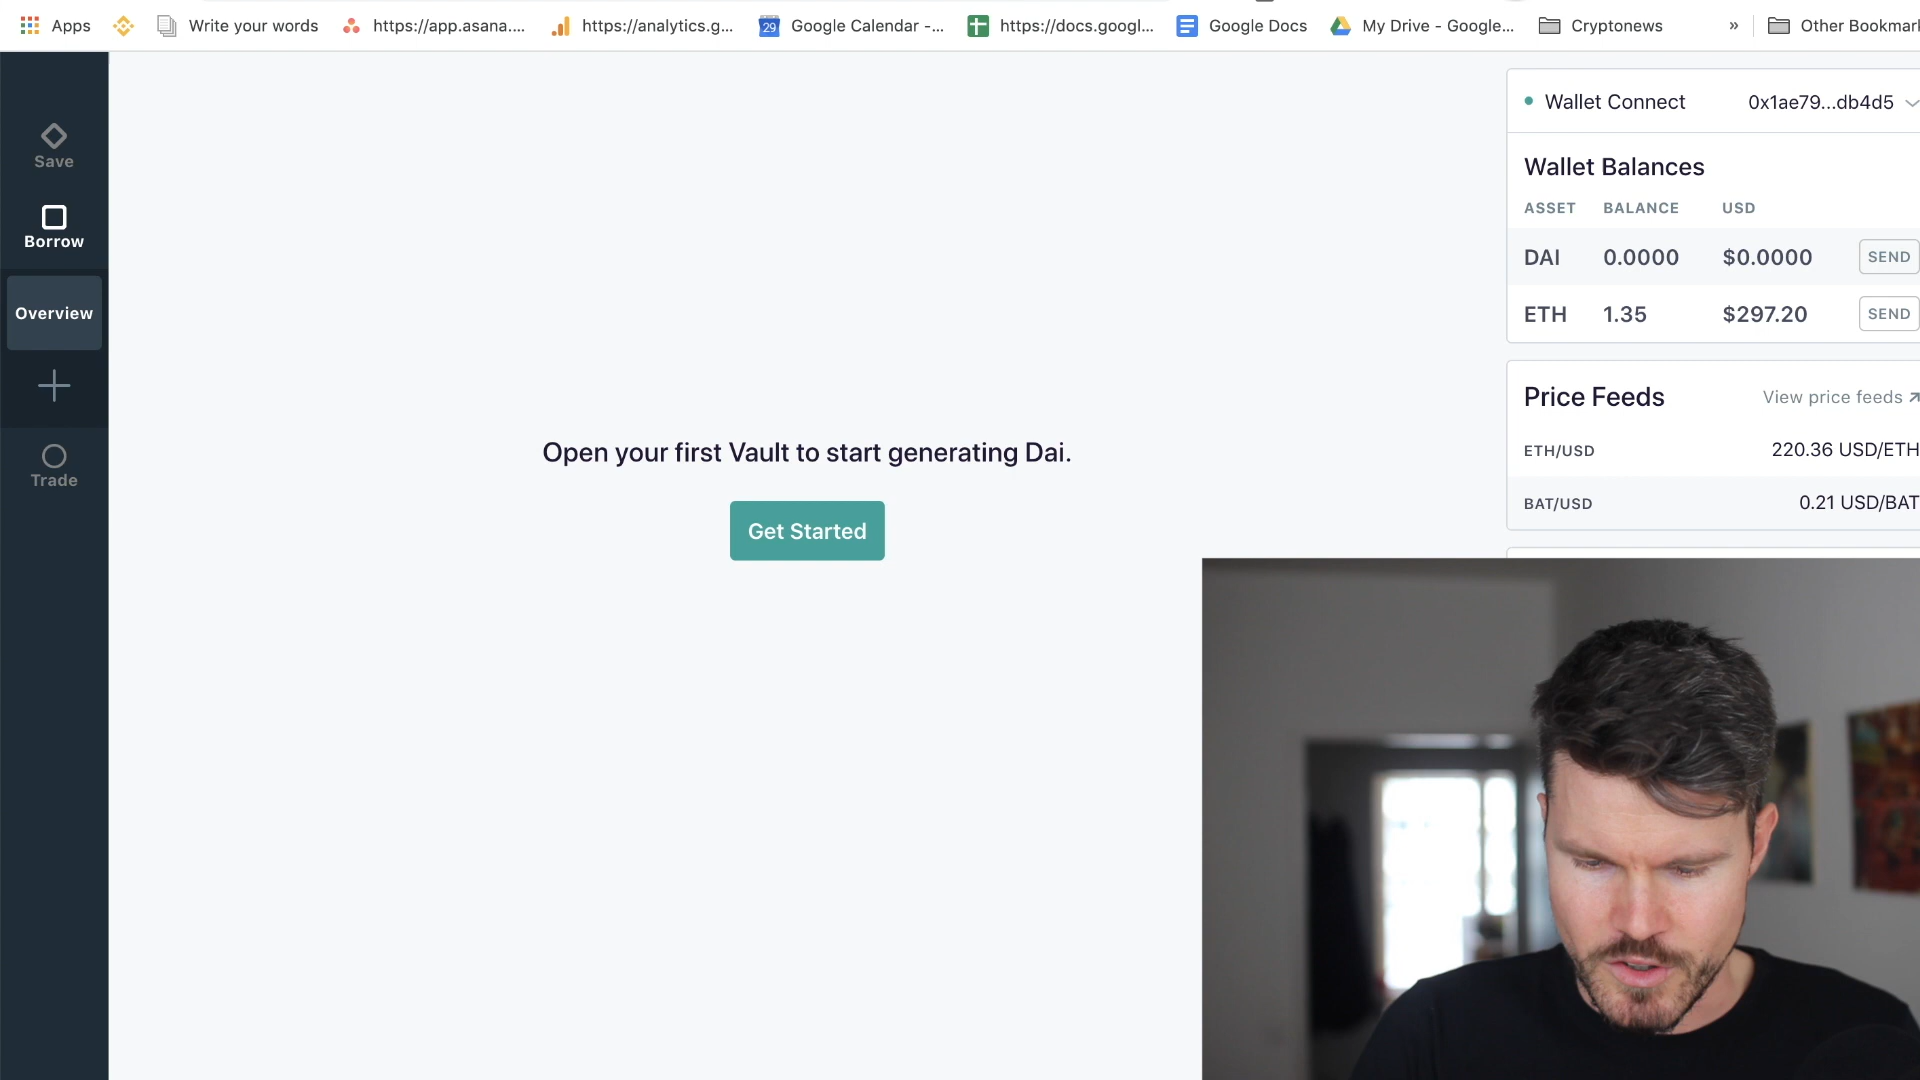 Apps
Write your words
https://app.asana....
https://analytics.g...
29
Google Calendar -...
https://docs.googl...
Google Docs
My Drive - Google...
Cryptonews
»
Other Bookmark
Save
Borrow
Overview
Trade
Open your first Vault to start generating Dai.
Get Started
Wallet Connect 0x1ae79...db4d5
Wallet Balances
ASSET BALANCE USD
DAI 0.0000 $0.0000 SEND
ETH 1.35 $297.20 SEND
Price Feeds View price feeds
ETH/USD 220.36 USD/ETH
BAT/USD 0.21 USD/BAT